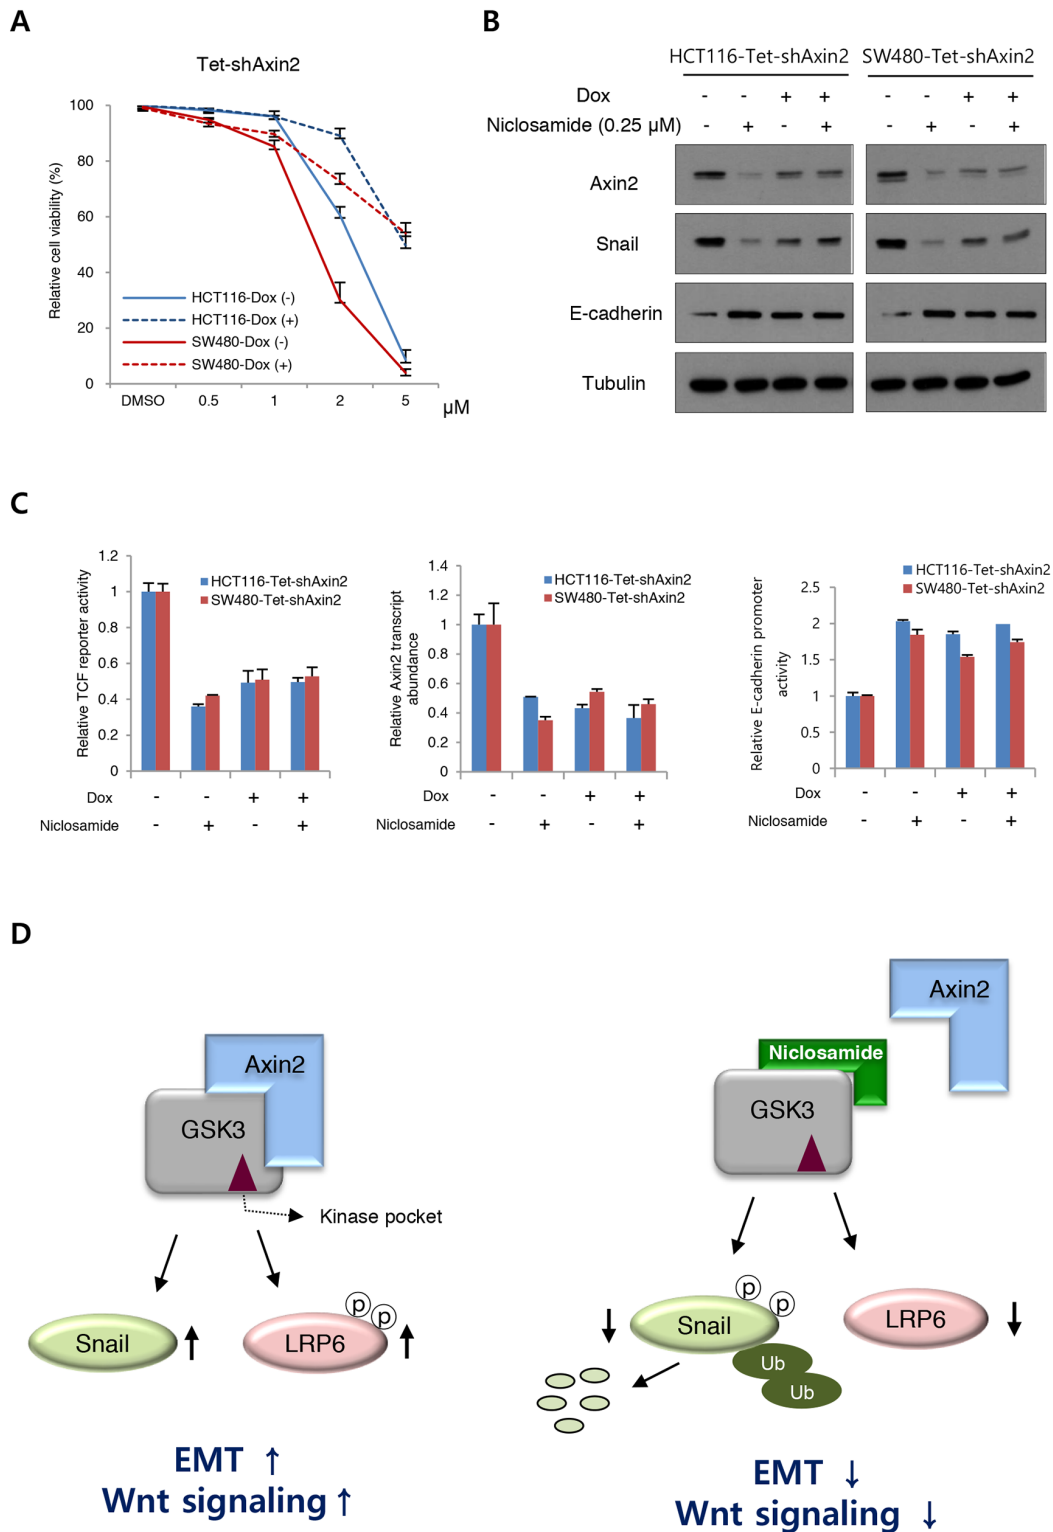 A
Tet-shAxin2
Relative cell viability (%)
100
80
60
40
20
0
HCT116-Dox (-)
HCT116-Dox (+)
SW480-Dox (-)
SW480-Dox (+)
DMSO 0.5 1 2 5 µM
B
HCT116-Tet-shAxin2 SW480-Tet-shAxin2
Dox - - + + - - + +
Niclosamide (0.25 µM) - + - + - + - +
Axin2
Snail
E-cadherin
Tubulin
C
Relative TCF reporter activity
1.2
1
0.8
0.6
0.4
0.2
0
HCT116-Tet-shAxin2
SW480-Tet-shAxin2
Dox - - + +
Niclosamide - + - +
Relative Axin2 transcript
abundance
1.4
1.2
1
0.8
0.6
0.4
0.2
0
HCT116-Tet-shAxin2
SW480-Tet-shAxin2
Dox - - + +
Niclosamide - + - +
Relative E-cadherin promoter
activity
2.5
2
1.5
1
0.5
0
HCT116-Tet-shAxin2
SW480-Tet-shAxin2
Dox - - + +
Niclosamide - + - +
D
Axin2
GSK3
Kinase pocket
Snail ↑
LRP6 ↑
p
p
EMT ↑
Wnt signaling ↑
Axin2
Niclosamide
GSK3
p
p
↓ Snail
LRP6 ↓
Ub
Ub
EMT ↓
Wnt signaling ↓